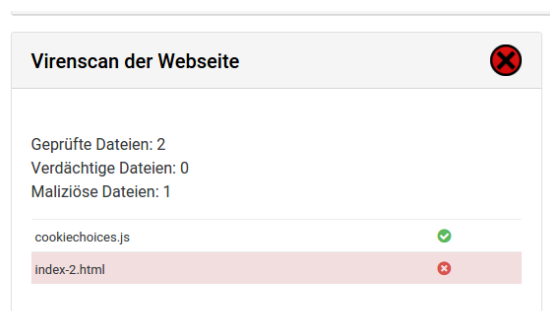 Virenscan der Webseite
Geprüfte Dateien: 2
Verdächtige Dateien: 0
Maliziöse Dateien: 1
cookiechoices.js
index-2.html